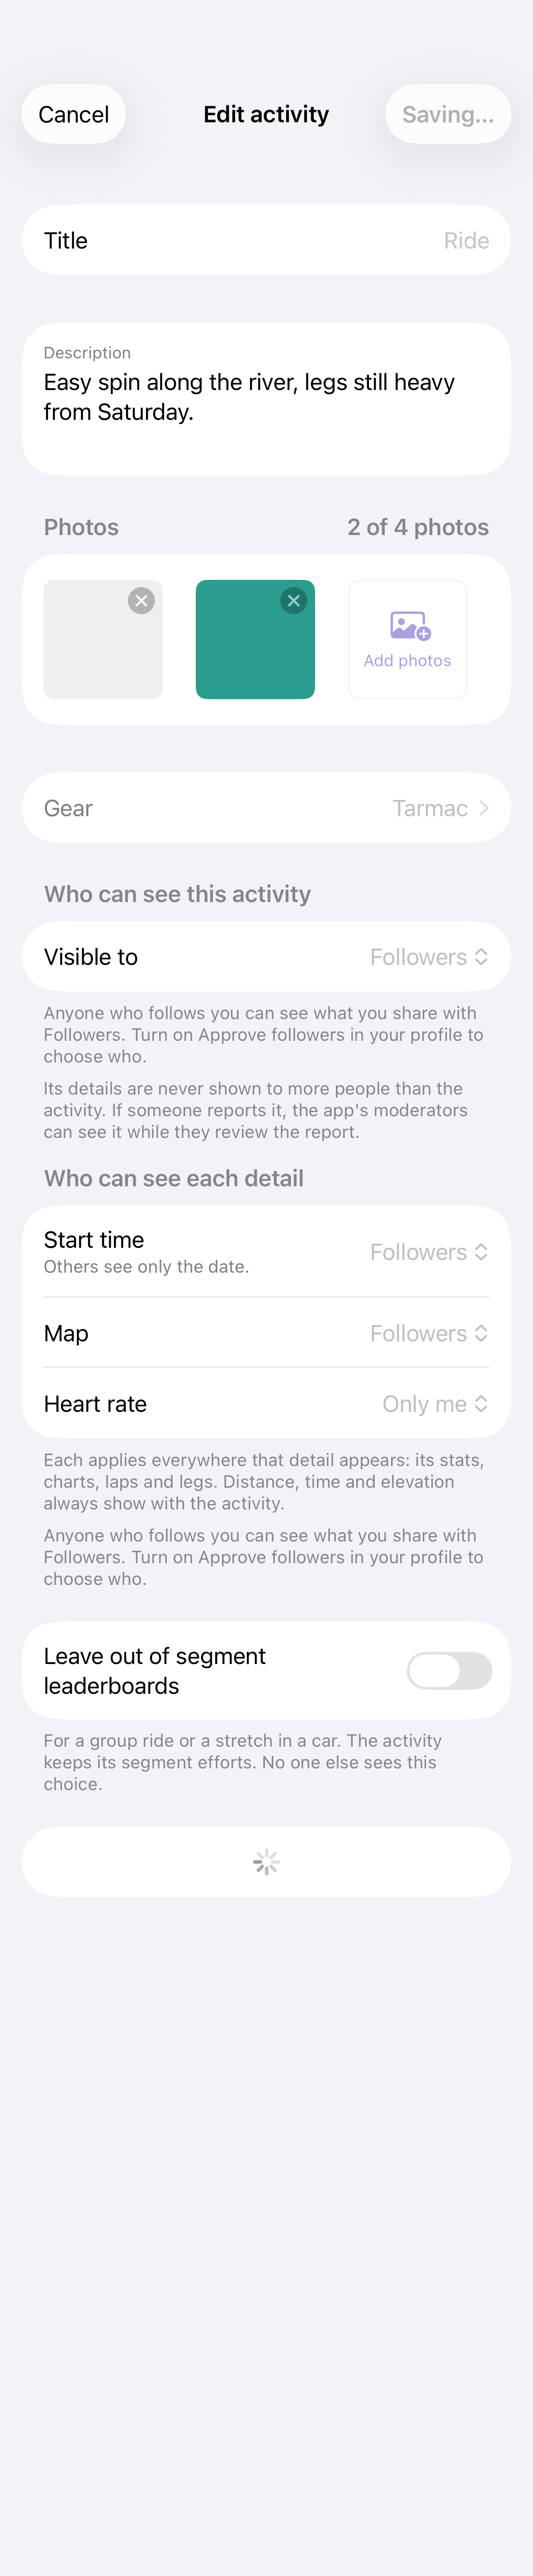 Cancel
Edit activity
Saving...
Title
Ride
Description
Easy spin along the river, legs still heavy
from Saturday.
Photos
2 of 4 photos
Add photos
Gear
Tarmac
Who can see this activity
Visible to
Followers
Anyone who follows you can see what you share with
Followers. Turn on Approve followers in your profile to
choose who.
Its details are never shown to more people than the
activity. If someone reports it, the app's moderators
can see it while they review the report.
Who can see each detail
Start time
Others see only the date.
Followers
Map
Followers
Heart rate
Only me
Each applies everywhere that detail appears: its stats,
charts, laps and legs. Distance, time and elevation
always show with the activity.
Anyone who follows you can see what you share with
Followers. Turn on Approve followers in your profile to
choose who.
Leave out of segment
leaderboards
For a group ride or a stretch in a car. The activity
keeps its segment efforts. No one else sees this
choice.